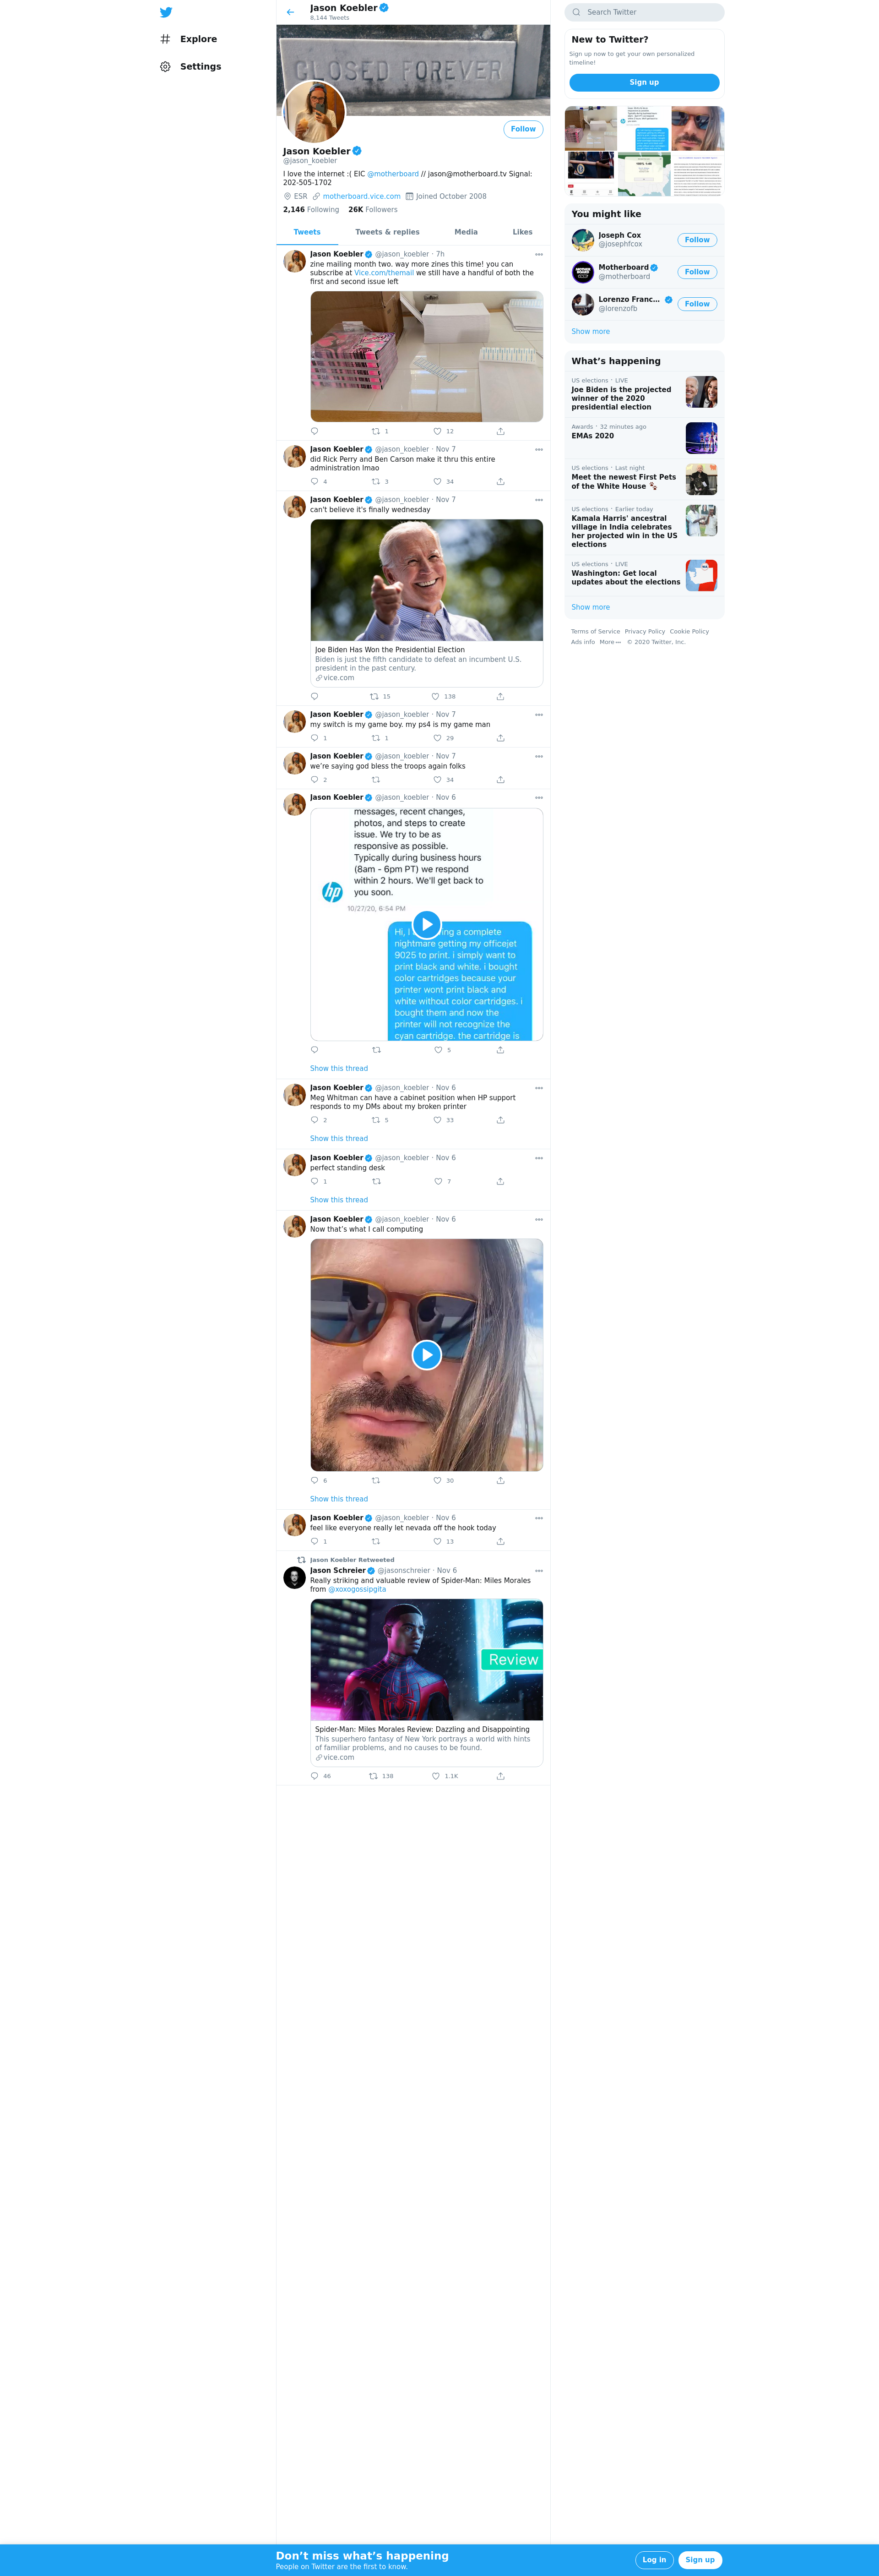 Explore
Settings
Jason Koebler
8,144 Tweets
CLOSED FOREVER
Follow
Jason Koebler
@jason_koebler
I love the internet :( EIC @motherboard // jason@motherboard.tv Signal:
202-505-1702
ESR motherboard.vice.com Joined October 2008
2,146 Following 26K Followers
Tweets Tweets & replies Media Likes
Jason Koebler @jason_koebler · 7h
zine mailing month two. way more zines this time! you can
subscribe at Vice.com/themail we still have a handful of both the
first and second issue left
1 12
Jason Koebler @jason_koebler · Nov 7
did Rick Perry and Ben Carson make it thru this entire
administration lmao
4 3 34
Jason Koebler @jason_koebler · Nov 7
can't believe it's finally wednesday
Joe Biden Has Won the Presidential Election
Biden is just the fifth candidate to defeat an incumbent U.S.
president in the past century.
vice.com
15 138
Jason Koebler @jason_koebler · Nov 7
my switch is my game boy. my ps4 is my game man
1 1 29
Jason Koebler @jason_koebler · Nov 7
we're saying god bless the troops again folks
2 34
Jason Koebler @jason_koebler · Nov 6
messages, recent changes,
photos, and steps to create
issue. We try to be as
responsive as possible.
Typically during business hours
(8am - 6pm PT) we respond
within 2 hours. We'll get back to
you soon.
hp
10/27/20, 6:54 PM
Hi, I ing a complete
nightmare getting my officejet
9025 to print. i simply want to
print black and white. i bought
color cartridges because your
printer wont print black and
white without color cartridges. i
bought them and now the
printer will not recognize the
cyan cartridge. the cartridge is
5
Show this thread
Jason Koebler @jason_koebler · Nov 6
Meg Whitman can have a cabinet position when HP support
responds to my DMs about my broken printer
2 5 33
Show this thread
Jason Koebler @jason_koebler · Nov 6
perfect standing desk
1 7
Show this thread
Jason Koebler @jason_koebler · Nov 6
Now that's what I call computing
6 30
Show this thread
Jason Koebler @jason_koebler · Nov 6
feel like everyone really let nevada off the hook today
1 13
Jason Koebler Retweeted
Jason Schreier @jasonschreier · Nov 6
Really striking and valuable review of Spider-Man: Miles Morales
from @xoxogossipgita
Review
Spider-Man: Miles Morales Review: Dazzling and Disappointing
This superhero fantasy of New York portrays a world with hints
of familiar problems, and no causes to be found.
vice.com
46 138 1.1K
Search Twitter
New to Twitter?
Sign up now to get your own personalized
timeline!
Sign up
You might like
Joseph Cox
@josephfcox
Follow
Motherboard
@motherboard
Follow
Lorenzo Franc...
@lorenzofb
Follow
Show more
What's happening
US elections · LIVE
Joe Biden is the projected
winner of the 2020
presidential election
Awards · 32 minutes ago
EMAs 2020
US elections · Last night
Meet the newest First Pets
of the White House 🐾
US elections · Earlier today
Kamala Harris' ancestral
village in India celebrates
her projected win in the US
elections
US elections · LIVE
Washington: Get local
updates about the elections
Show more
Terms of Service Privacy Policy Cookie Policy
Ads info More ••• © 2020 Twitter, Inc.
Don't miss what's happening
People on Twitter are the first to know.
Log in Sign up